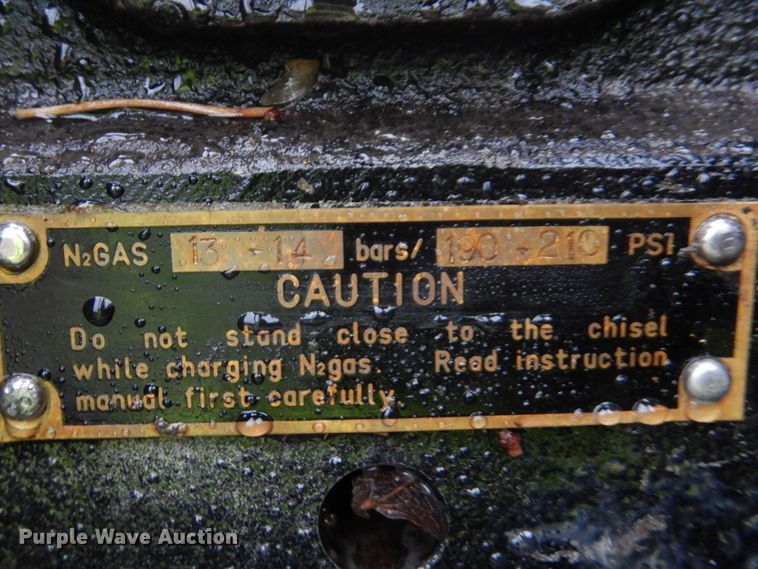 N₂GAS 13 - 14 bars/ 190 - 210 PSI
CAUTION
Do not stand close to the chisel
while charging N₂gas. Read instruction
manual first carefully.
Purple Wave Auction